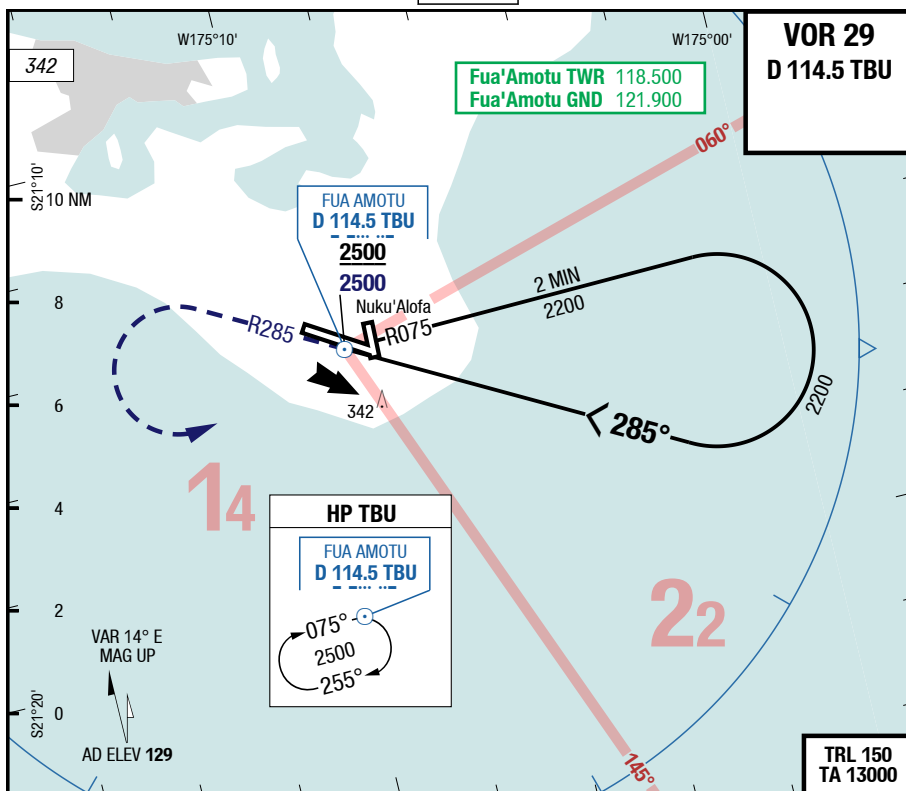 W175°10'
W175°00'
VOR 29
D 114.5 TBU
342
Fua'Amotu TWR 118.500
Fua'Amotu GND 121.900
060°
S21°10'
10 NM
FUA AMOTU
D 114.5 TBU
2500
2500
2 MIN
2200
8
Nuku'Alofa
R285
R075
6
342
285°
2200
14
4
HP TBU
FUA AMOTU
D 114.5 TBU
075°
2500
255°
22
2
VAR 14° E
MAG UP
S21°20'
0
AD ELEV 129
145°
TRL 150
TA 13000